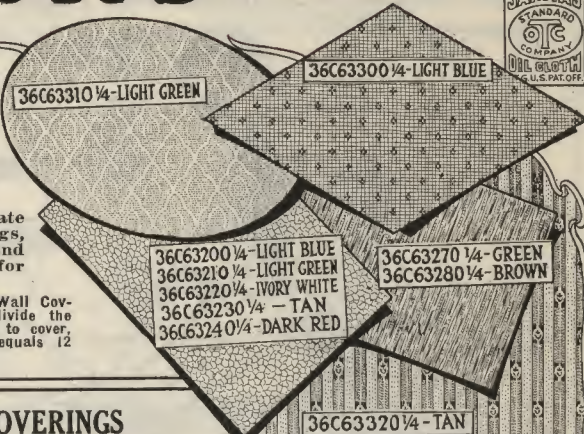 STANDARD
OTC
COMPANY
OIL CLOTH
U.S. PAT. OFF.
36C63310 ¼-LIGHT GREEN
36C63300 ¼-LIGHT BLUE
36C63200 ¼-LIGHT BLUE
36C63210 ¼-LIGHT GREEN
36C63220 ¼-IVORY WHITE
36C63230 ¼-TAN
36C63240 ¼-DARK RED
36C63270 ¼-GREEN
36C63280 ¼-BROWN
36C63320 ¼-TAN
ate
gs,
nd
for
Wall Cov-
divide the
to cover,
equals 12
OVERINGS